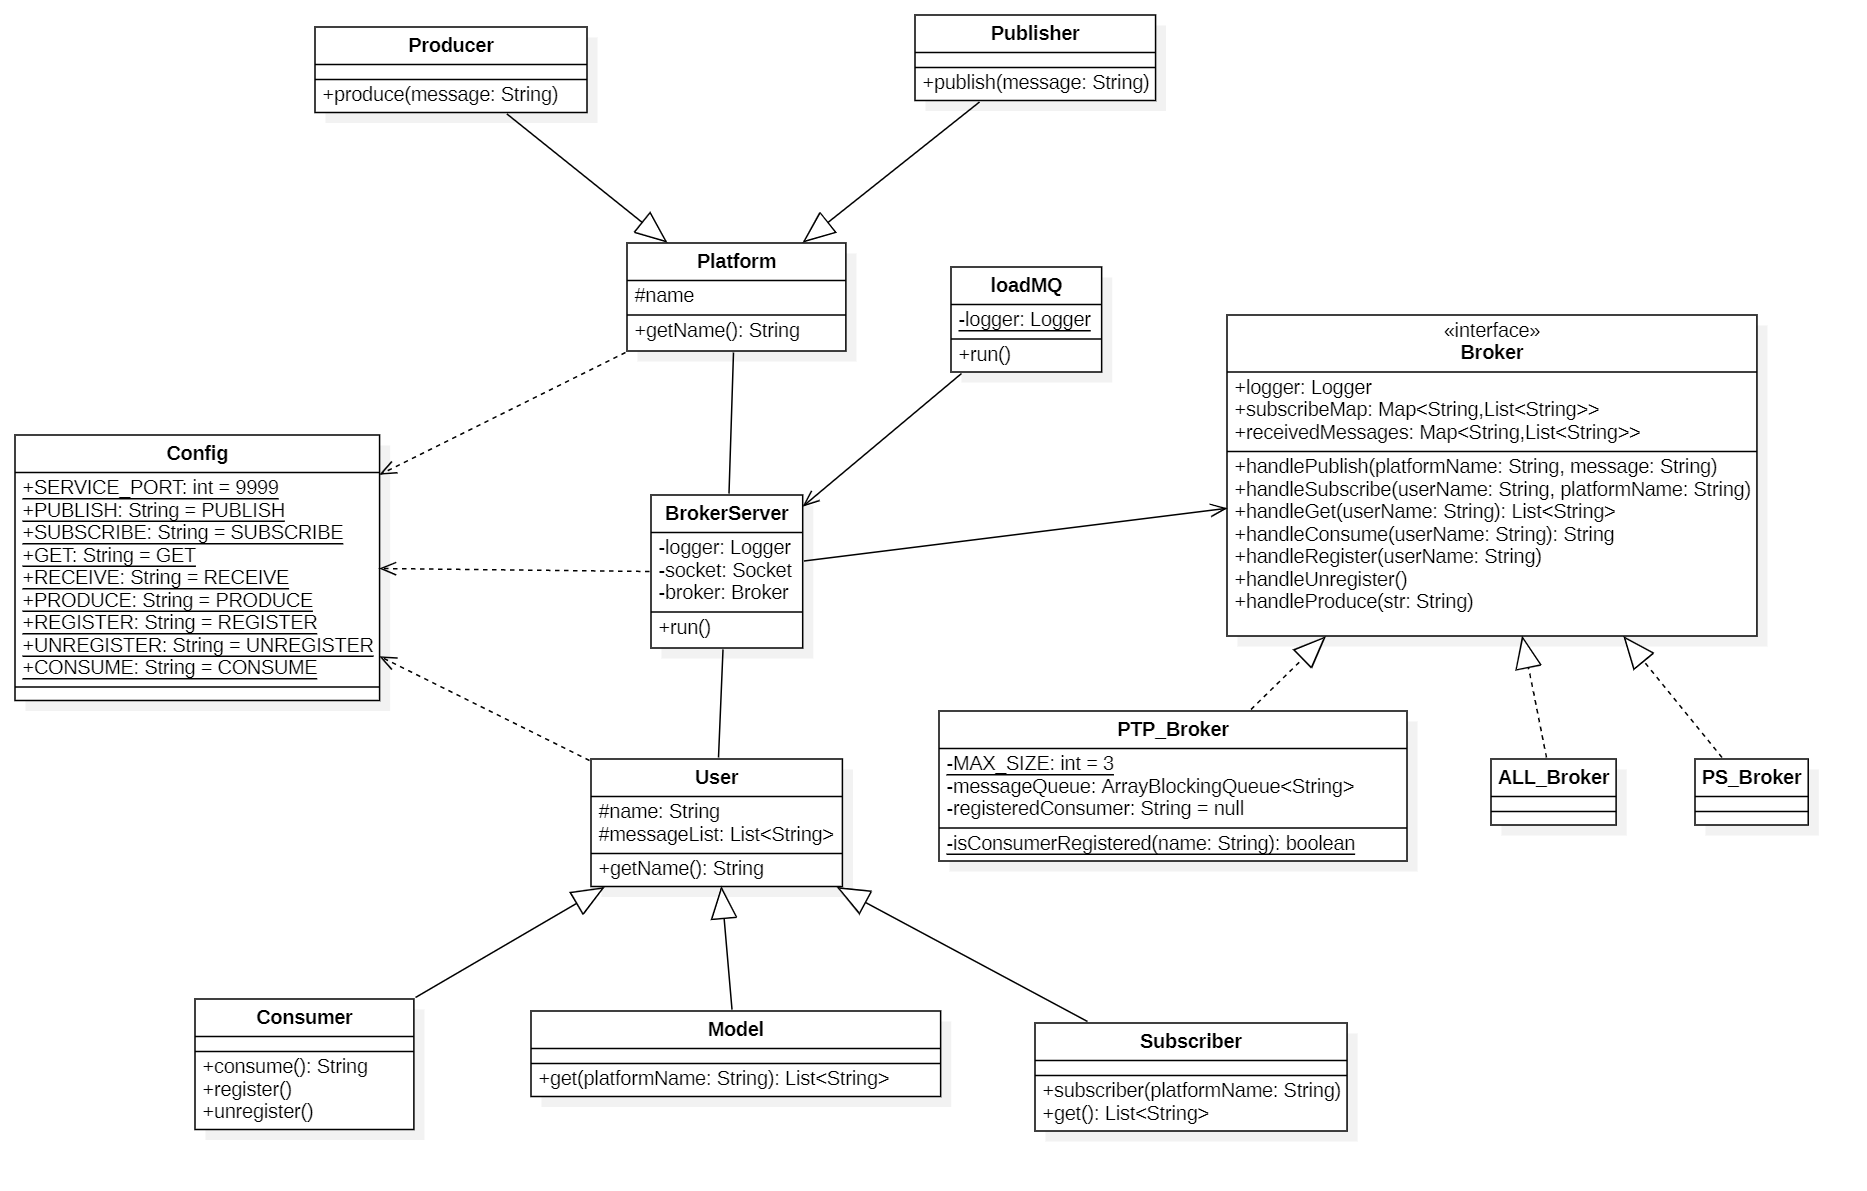 Producer
+produce(message: String)
Publisher
+publish(message: String)
Platform
#name
+getName(): String
loadMQ
-logger: Logger
+run()
«interface»
Broker
+logger: Logger
+subscribeMap: Map<String,List<String>>
+receivedMessages: Map<String,List<String>>
+handlePublish(platformName: String, message: String)
+handleSubscribe(userName: String, platformName: String)
+handleGet(userName: String): List<String>
+handleConsume(userName: String): String
+handleRegister(userName: String)
+handleUnregister()
+handleProduce(str: String)
Config
+SERVICE_PORT: int = 9999
+PUBLISH: String = PUBLISH
+SUBSCRIBE: String = SUBSCRIBE
+GET: String = GET
+RECEIVE: String = RECEIVE
+PRODUCE: String = PRODUCE
+REGISTER: String = REGISTER
+UNREGISTER: String = UNREGISTER
+CONSUME: String = CONSUME
BrokerServer
-logger: Logger
-socket: Socket
-broker: Broker
+run()
User
#name: String
#messageList: List<String>
+getName(): String
PTP_Broker
-MAX_SIZE: int = 3
-messageQueue: ArrayBlockingQueue<String>
-registeredConsumer: String = null
-isConsumerRegistered(name: String): boolean
ALL_Broker
PS_Broker
Consumer
+consume(): String
+register()
+unregister()
Model
+get(platformName: String): List<String>
Subscriber
+subscriber(platformName: String)
+get(): List<String>